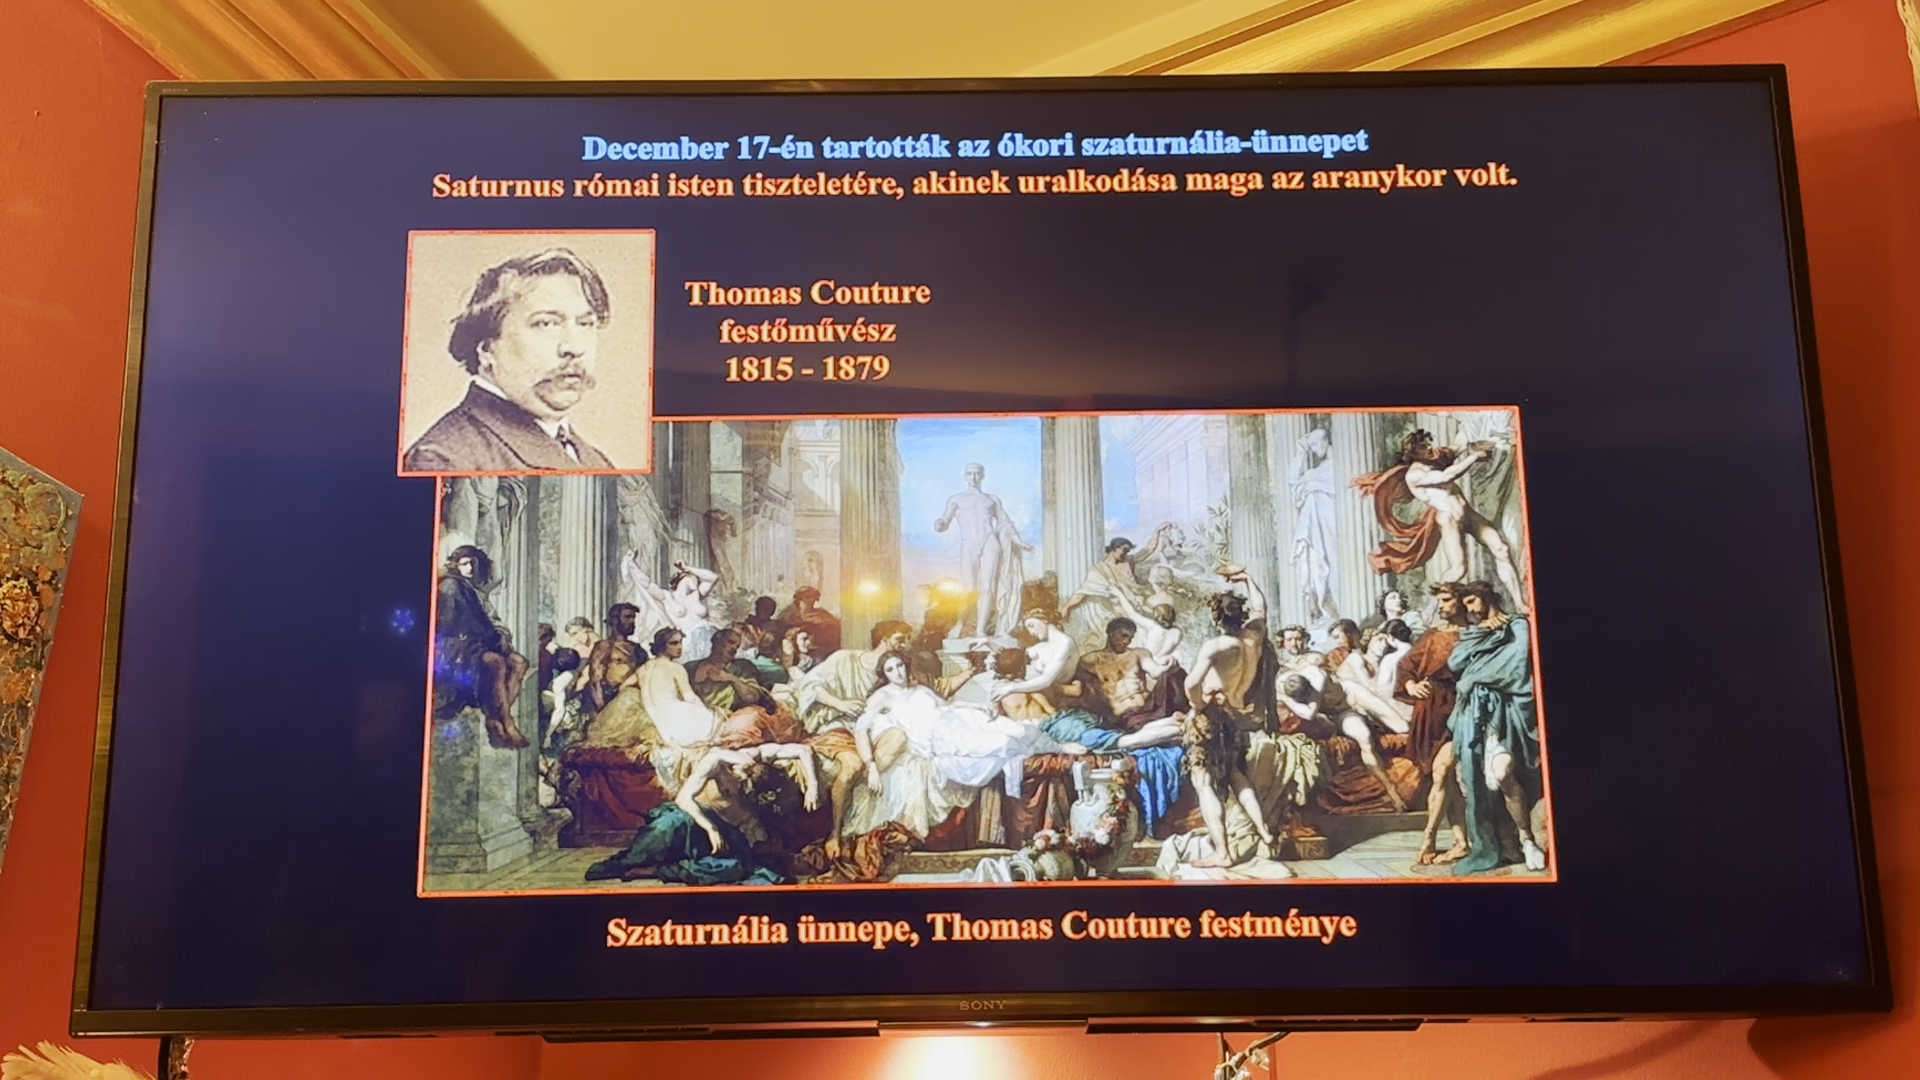 December 17-én tartották az ókori szaturnália-ünnepet
Saturnus római isten tiszteletére, akinek uralkodása maga az aranykor volt.
Thomas Couture
festőművész
1815 - 1879
Szaturnália ünnepe, Thomas Couture festménye
SONY